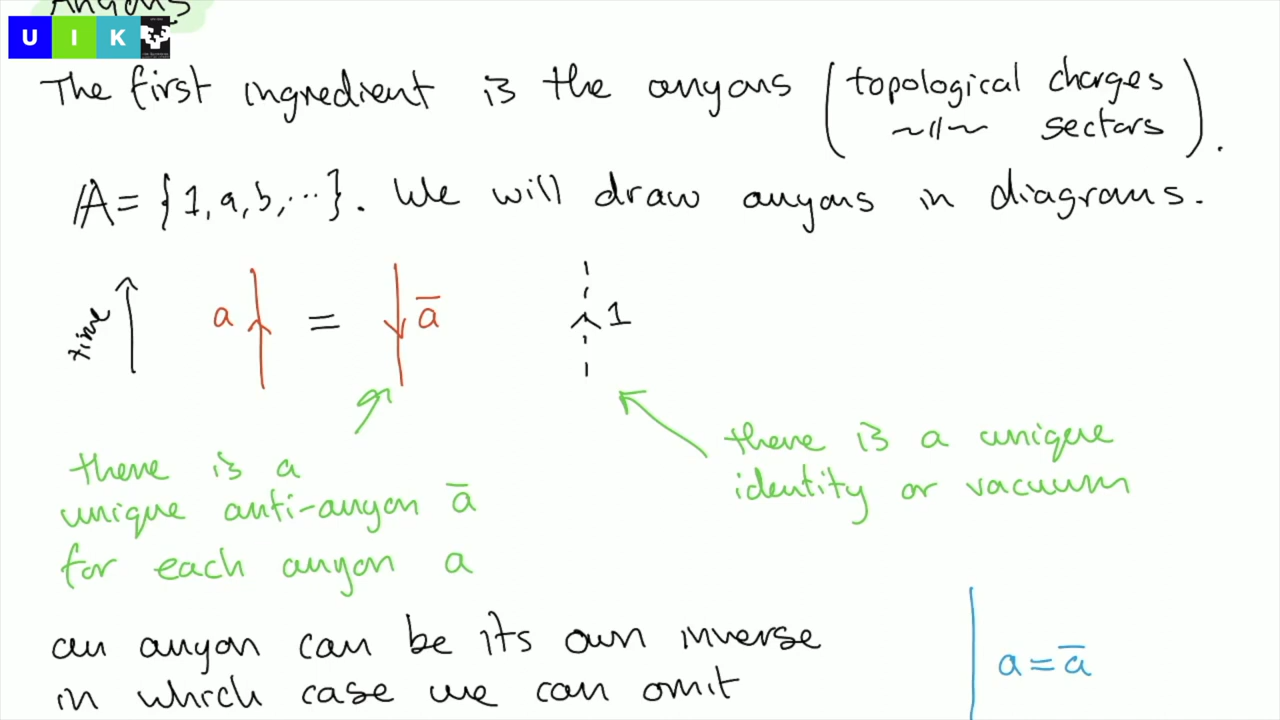 Anyons
U I K
The first ingredient is the anyons (topological charges
~"~ sectors).
A = {1, a, b, ...}. We will draw anyons in diagrams.
time a = ā 1
there is a unique
identity or vacuum
there is a
unique anti-anyon ā
for each anyon a
an anyon can be its own inverse
in which case we can omit
a = ā